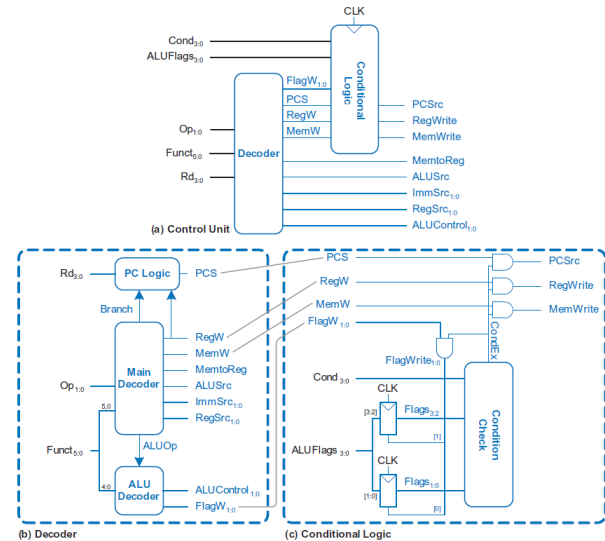 CLK
Cond3:0
ALUFlags3:0
Conditional
Logic
FlagW1:0
PCS
PCSrc
RegW
RegWrite
Op1:0
MemW
MemWrite
Funct5:0
Decoder
MemtoReg
Rd3:0
ALUSrc
ImmSrc1:0
RegSrc1:0
(a) Control Unit
ALUControl1:0
Rd3:0
PC Logic
PCS
Branch
RegW
MemW
Main
Decoder
MemtoReg
Op1:0
ALUSrc
5,0
ImmSrc1:0
RegSrc1:0
Funct5:0
ALUOp
4:0
ALU
Decoder
ALUControl1:0
FlagW1:0
(b) Decoder
PCS
PCSrc
RegW
RegWrite
MemW
MemWrite
FlagW1:0
CondEx
FlagWrite1:0
Cond3:0
CLK
[3:2]
Flags3:2
Condition
Check
[1]
ALUFlags3:0
CLK
[1:0]
Flags1:0
[0]
(c) Conditional Logic